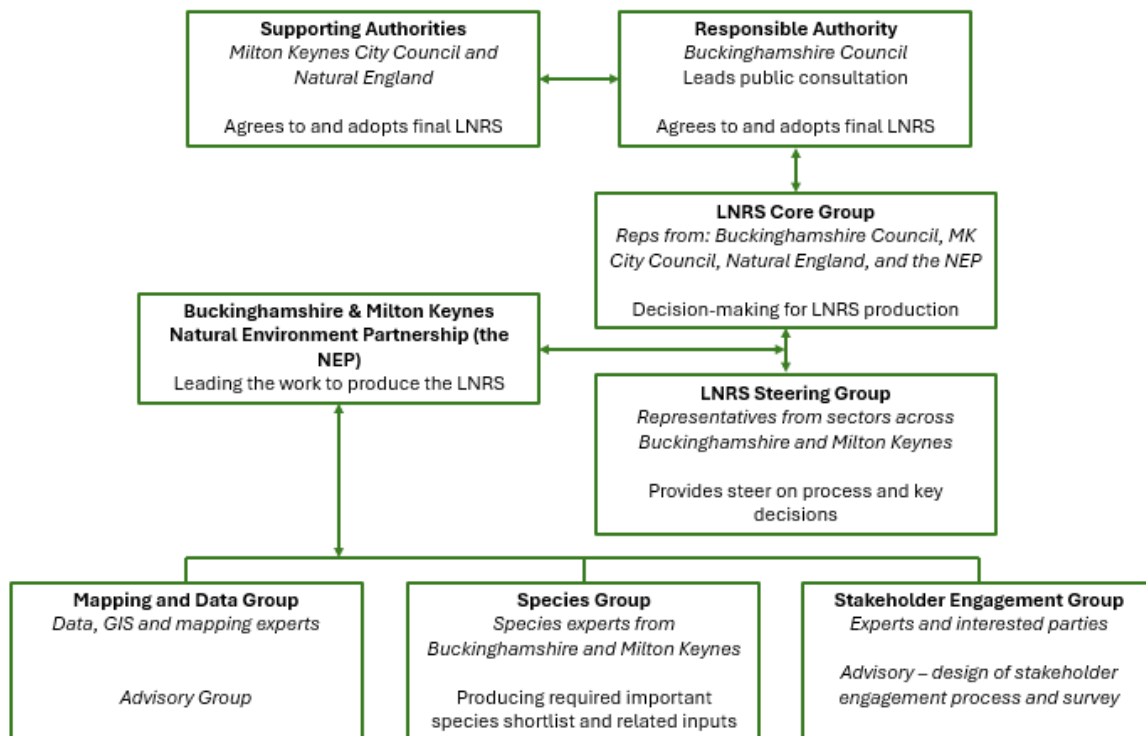 Supporting Authorities
Milton Keynes City Council and
Natural England
Agrees to and adopts final LNRS
Responsible Authority
Buckinghamshire Council
Leads public consultation
Agrees to and adopts final LNRS
LNRS Core Group
Reps from: Buckinghamshire Council, MK
City Council, Natural England, and the NEP
Decision-making for LNRS production
Buckinghamshire & Milton Keynes
Natural Environment Partnership (the
NEP)
Leading the work to produce the LNRS
LNRS Steering Group
Representatives from sectors across
Buckinghamshire and Milton Keynes
Provides steer on process and key
decisions
Mapping and Data Group
Data, GIS and mapping experts
Advisory Group
Species Group
Species experts from
Buckinghamshire and Milton Keynes
Producing required important
species shortlist and related inputs
Stakeholder Engagement Group
Experts and interested parties
Advisory – design of stakeholder
engagement process and survey